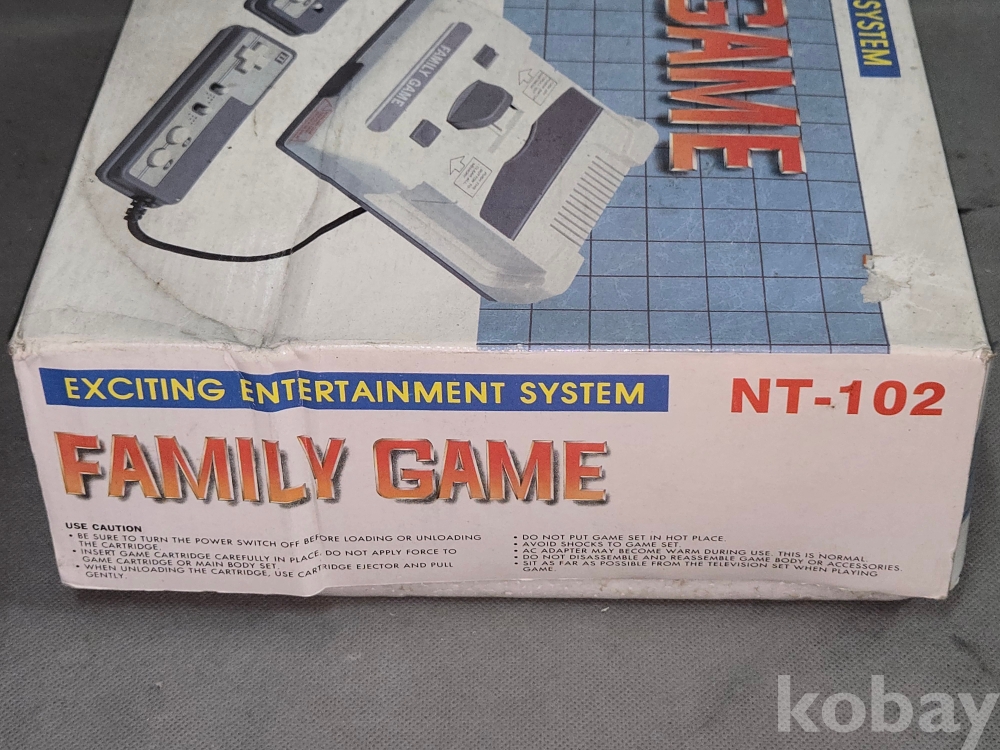 SYSTEM
GAME
FAMILY GAME
EXCITING ENTERTAINMENT SYSTEM
NT-102
FAMILY GAME
USE CAUTION
• BE SURE TO TURN THE POWER SWITCH OFF BEFORE LOADING OR UNLOADING
THE CARTRIDGE.
• INSERT GAME CARTRIDGE CAREFULLY IN PLACE. DO NOT APPLY FORCE TO
GAME CARTRIDGE OR MAIN BODY SET.
• WHEN UNLOADING THE CARTRIDGE, USE CARTRIDGE EJECTOR AND PULL
GENTLY.
• DO NOT PUT GAME SET IN HOT PLACE.
• AVOID SHOCKS TO GAME SET.
• AC ADAPTER MAY BECOME WARM DURING USE. THIS IS NORMAL.
• DO NOT DISASSEMBLE AND REASSEMBLE GAME BODY OR ACCESSORIES.
• SIT AS FAR AS POSSIBLE FROM THE TELEVISION SET WHEN PLAYING
GAME.
kobay